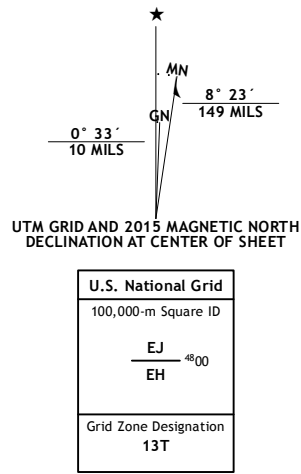 ★
MN
8° 23´
149 MILS
GN
0° 33´
10 MILS
UTM GRID AND 2015 MAGNETIC NORTH
DECLINATION AT CENTER OF SHEET
U.S. National Grid
100,000-m Square ID
EJ
⁴⁸00
EH
Grid Zone Designation
13T